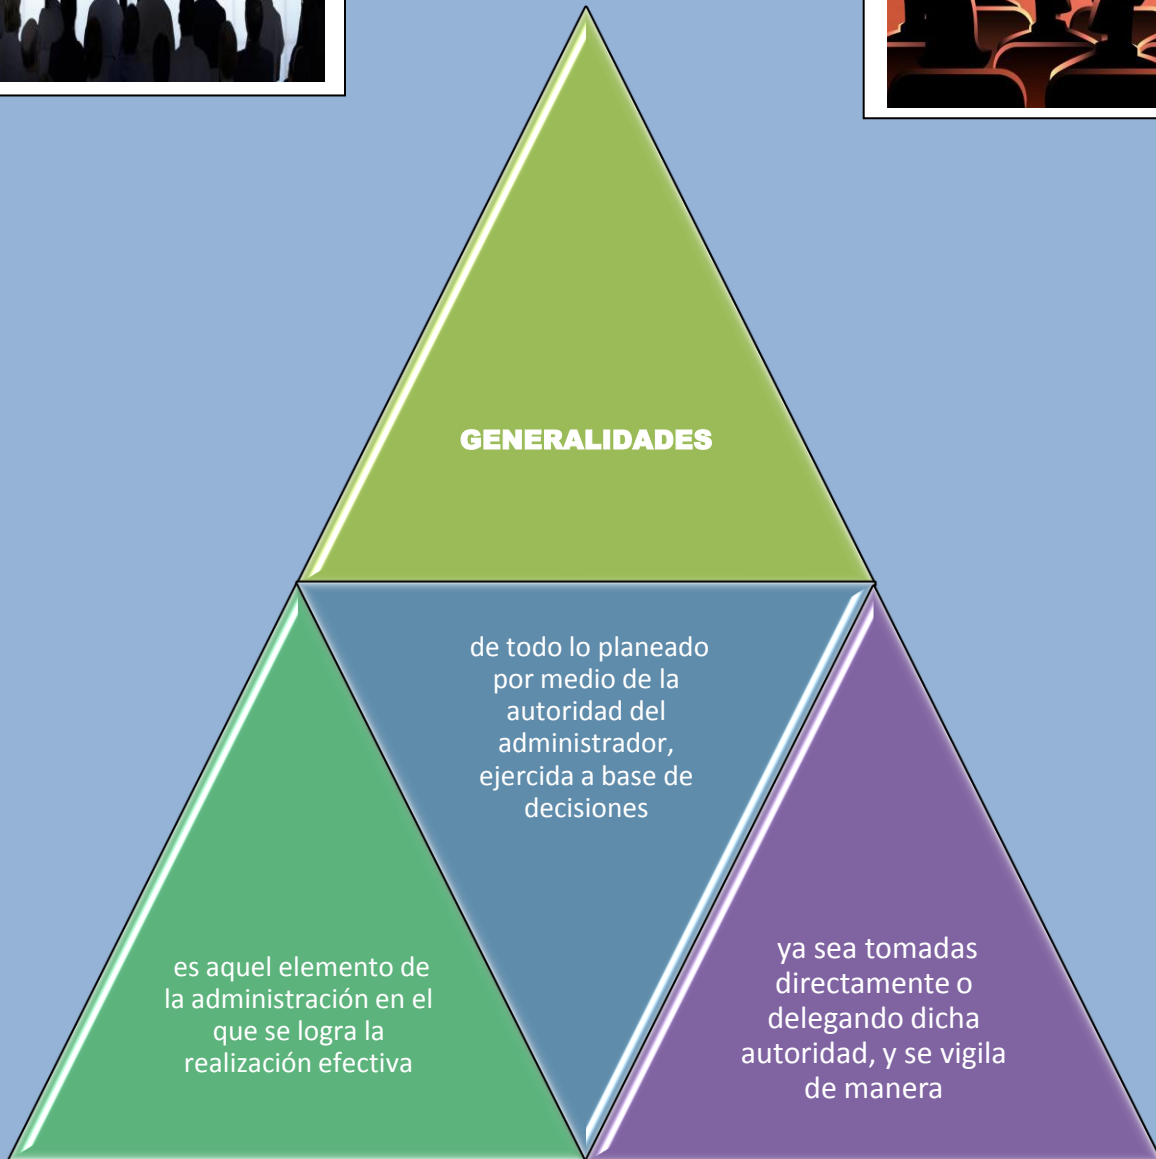 GENERALIDADES
es aquel elemento de
la administración en el
que se logra la
realización efectiva
de todo lo planeado
por medio de la
autoridad del
administrador,
ejercida a base de
decisiones
ya sea tomadas
directamente o
delegando dicha
autoridad, y se vigila
de manera